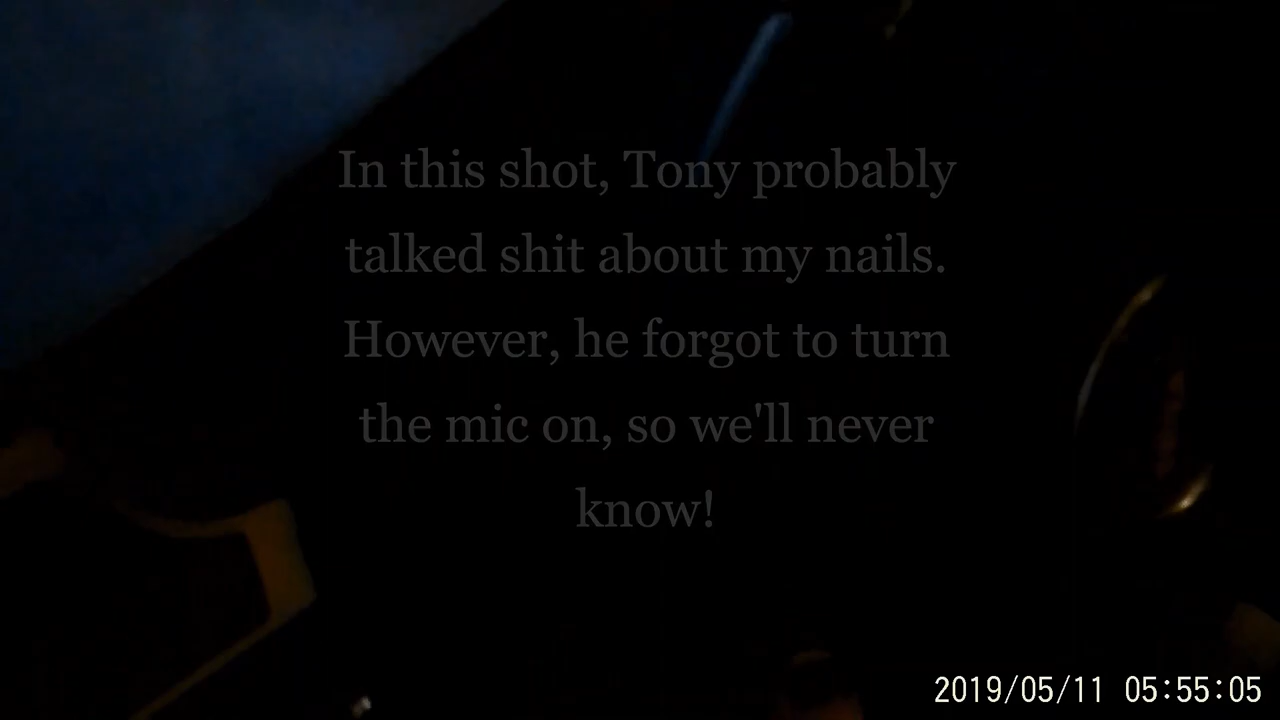 In this shot, Tony probably
talked shit about my nails.
However, he forgot to turn
the mic on, so we'll never
know!
2019/05/11 05:55:05